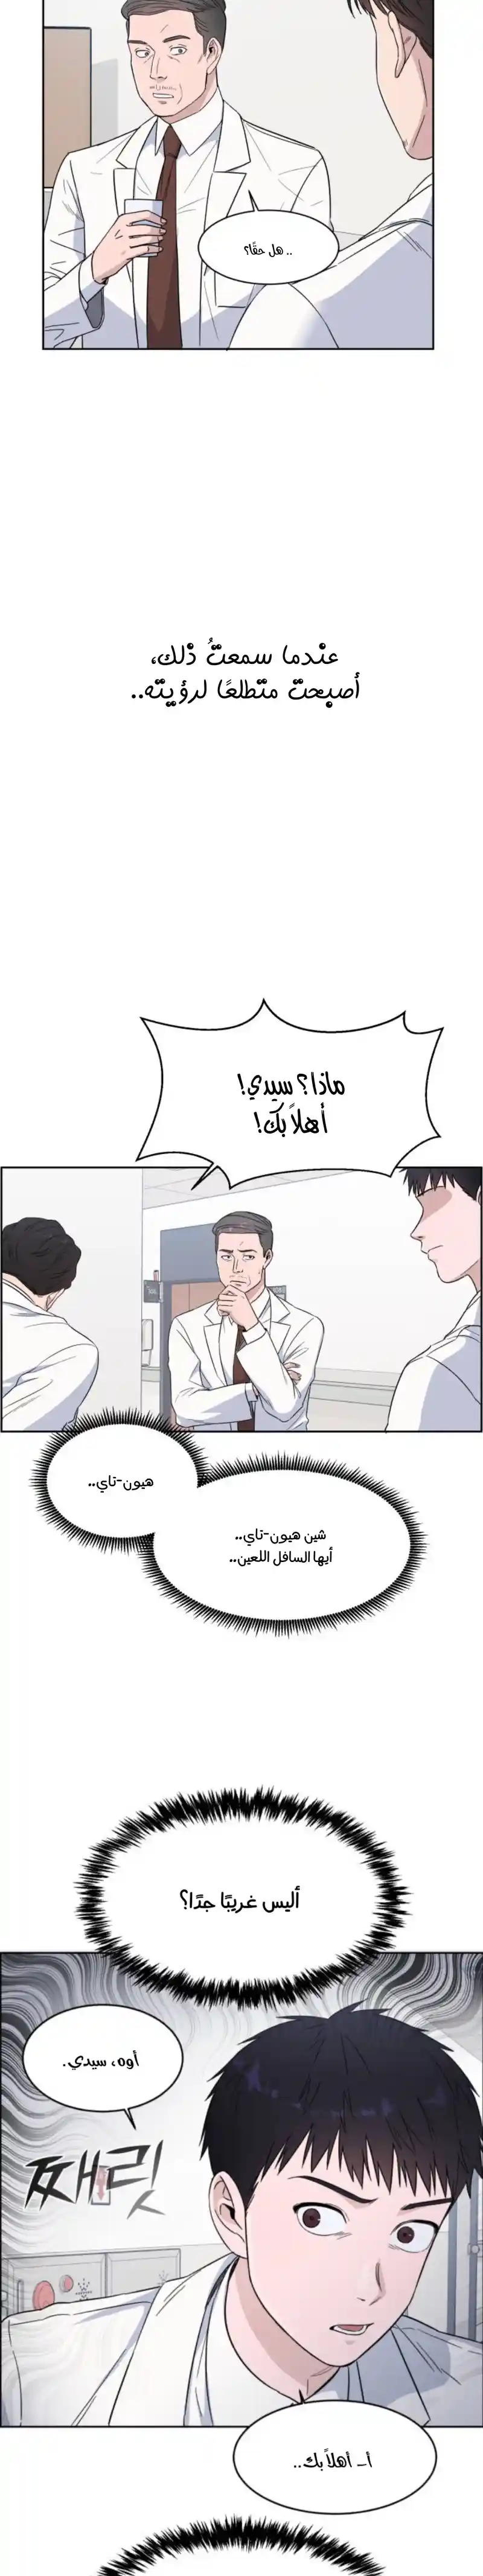 .. هل حقًا؟
عندما سمعتُ ذلك،
أصبحت متطلعًا لرؤيته..
ماذا؟ سيدي!
أهلاً بك!
هيون-تاي..
شين هيون-تاي..
أيها السافل اللعين..
أليس غريبًا جدًا؟
أوه، سيدي.
째릿
أ- أهلاً بك..